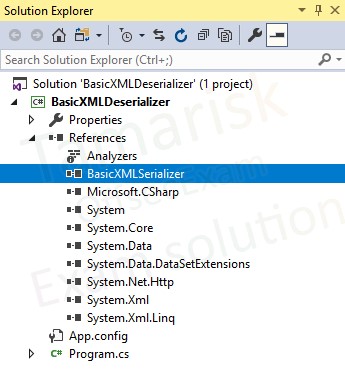 Solution Explorer
Search Solution Explorer (Ctrl+;)
Solution 'BasicXMLDeserializer' (1 project)
BasicXMLDeserializer
Properties
References
Analyzers
BasicXMLSerializer
Microsoft.CSharp
System
System.Core
System.Data
System.Data.DataSetExtensions
System.Net.Http
System.Xml
System.Xml.Linq
App.config
C# Program.cs
Tamarisk
Exam solution